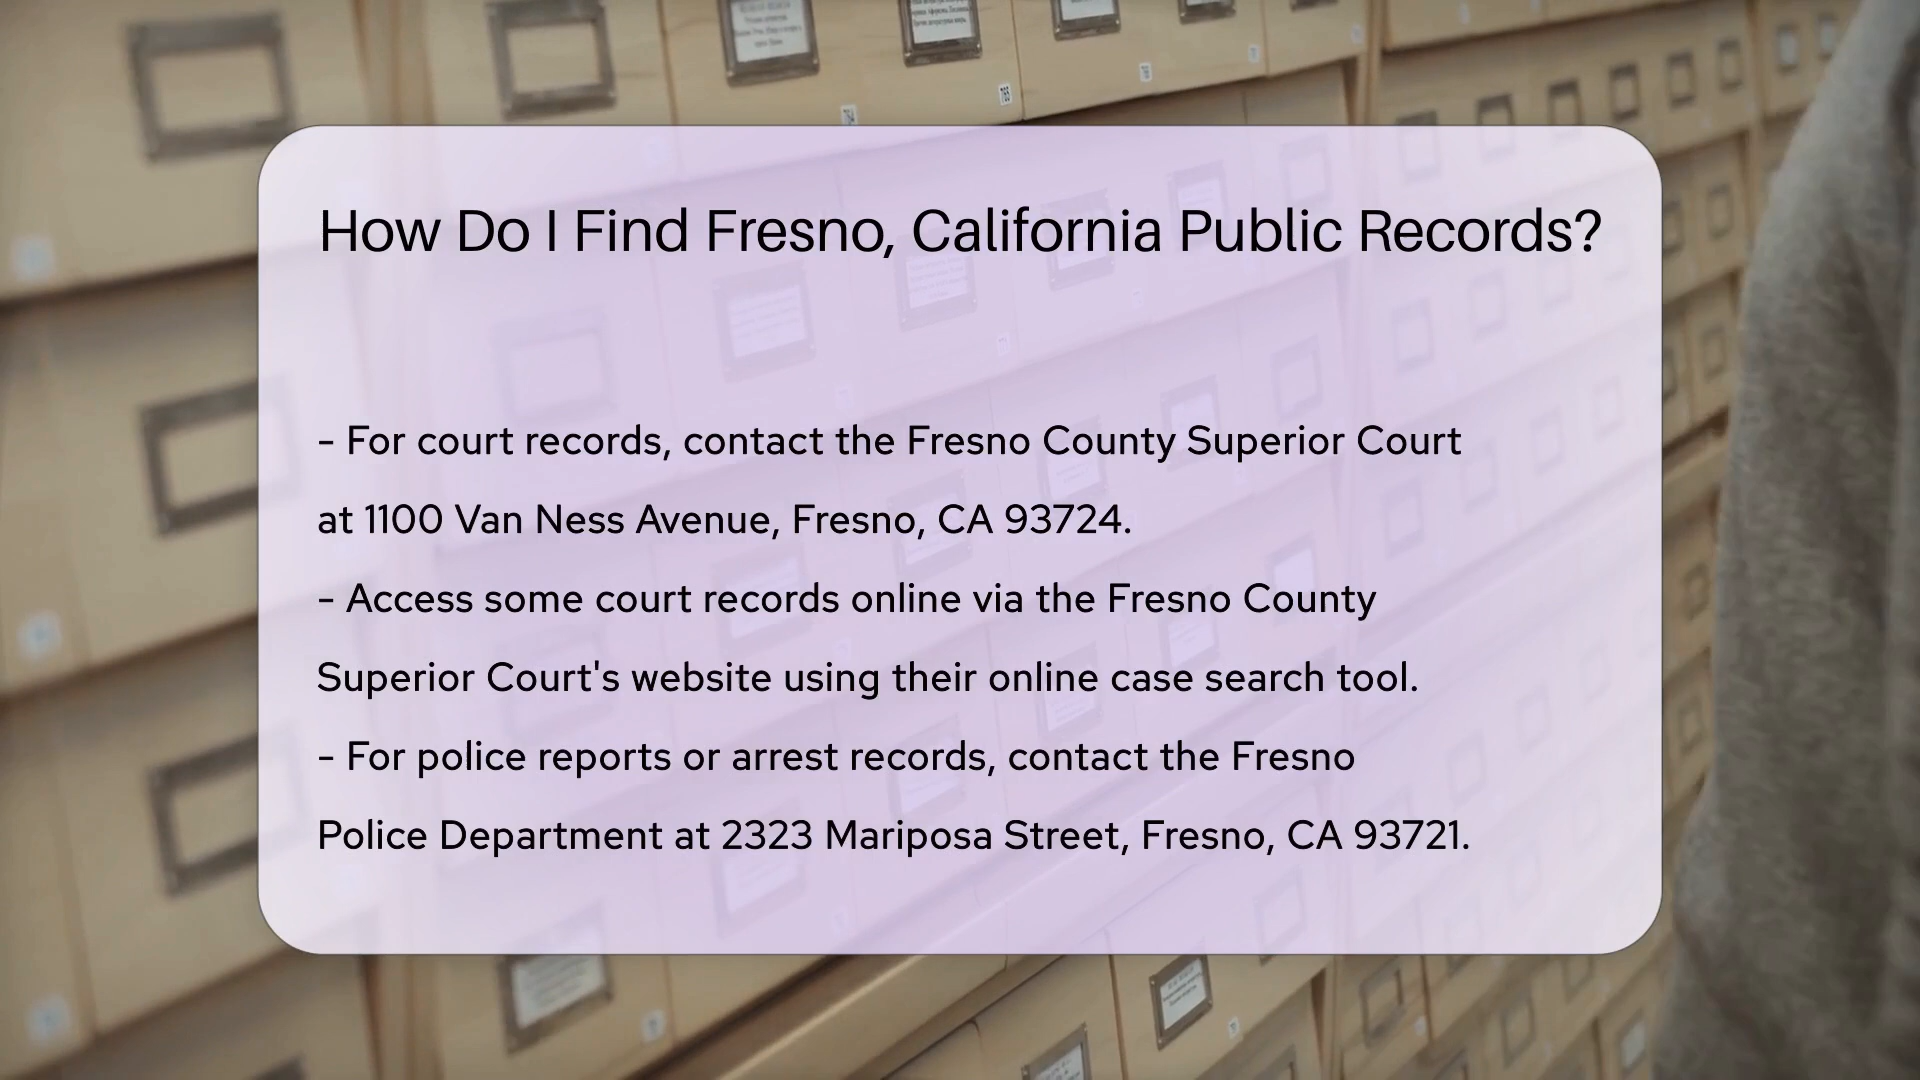 How Do I Find Fresno, California Public Records?
- For court records, contact the Fresno County Superior Court
at 1100 Van Ness Avenue, Fresno, CA 93724.
- Access some court records online via the Fresno County
Superior Court's website using their online case search tool.
- For police reports or arrest records, contact the Fresno
Police Department at 2323 Mariposa Street, Fresno, CA 93721.